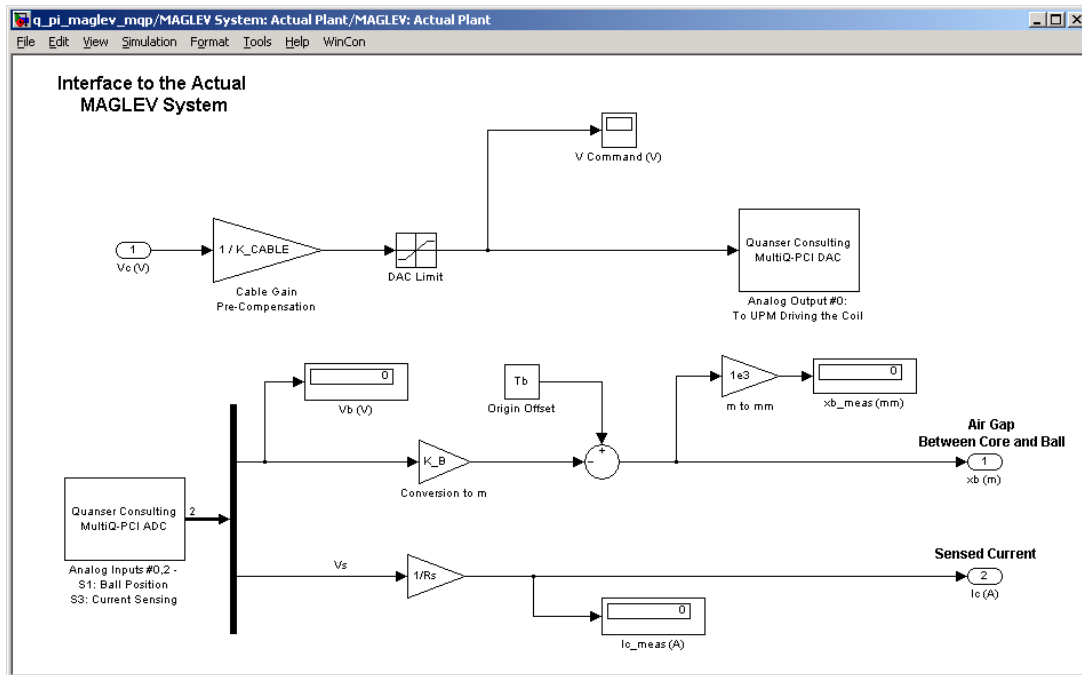 q_pi_maglev_mqp/MAGLEV System: Actual Plant/MAGLEV: Actual Plant
File Edit View Simulation Format Tools Help WinCon
Interface to the Actual
MAGLEV System
V Command (V)
1
Vc (V)
1 / K_CABLE
Cable Gain
Pre-Compensation
DAC Limit
Quanser Consulting
MultiQ-PCI DAC
Analog Output #0:
To UPM Driving the Coil
0
Vb (V)
Tb
Origin Offset
1e3
m to mm
0
xb_meas (mm)
Air Gap
Between Core and Ball
K_B
Conversion to m
+
-
1
xb (m)
Quanser Consulting
MultiQ-PCI ADC
2
Analog Inputs #0,2 -
S1: Ball Position
S3: Current Sensing
Vs
1/Rs
Sensed Current
2
Ic (A)
0
Ic_meas (A)